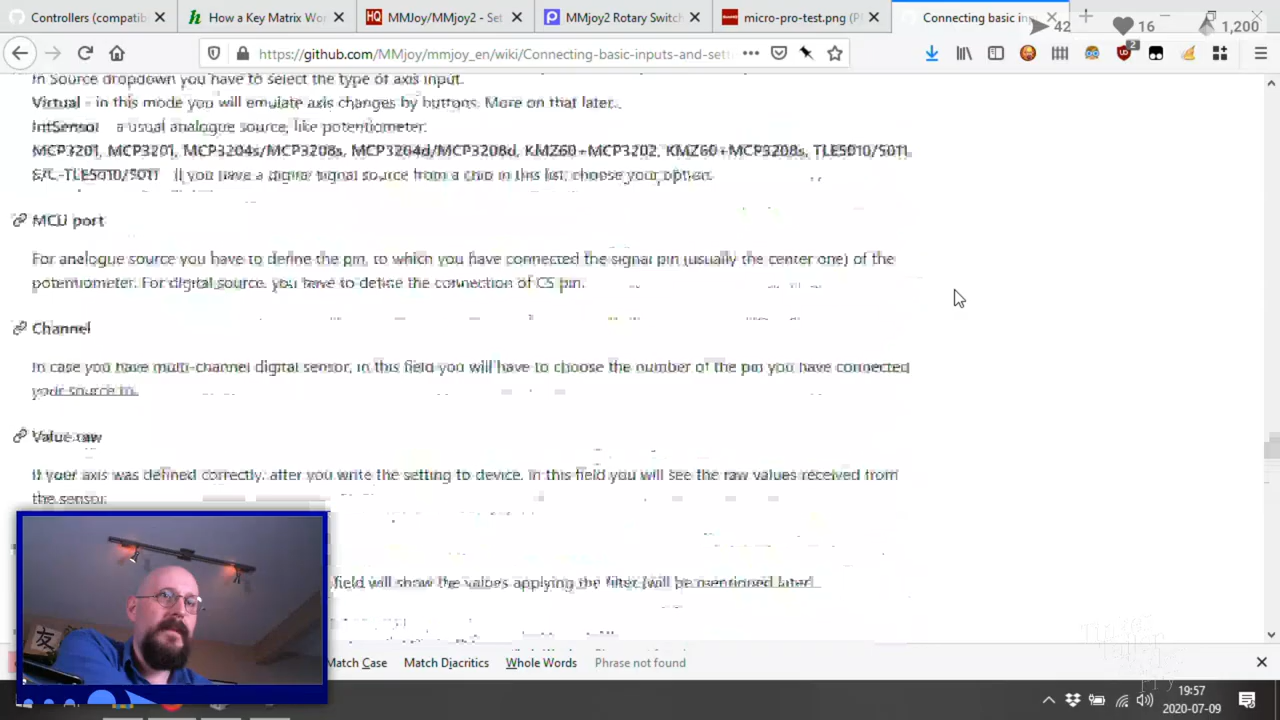 Controllers (compatib
How a Key Matrix Wor
MMJoy/MMjoy2 - Set
MMJoy2 Rotary Switch
micro-pro-test.png (P
Connecting basic in
42
16
1,200
https://github.com/MMjoy/mmjoy_en/wiki/Connecting-basic-inputs-and-sett
2
In Source dropdown you have to select the type of axis input.
Virtual - in this mode you will emulate axis changes by buttons. More on that later.
IntSensor a usual analogue source, like potentiometer.
MCP3201, MCP3201, MCP3204s/MCP3208s, MCP3204d/MCP3208d, KMZ60+MCP3202, KMZ60+MCP3208s, TLE5010/5011,
S/C-TLE5010/5011 If you have a digital signal source from a chip in this list, choose your option.
MCU port
For analogue source you have to define the pin, to which you have connected the signal pin (usually the center one) of the
potentiometer. For digital source, you have to define the connection of CS pin.
Channel
In case you have multi-channel digital sensor, in this field you will have to choose the number of the pin you have connected
your source to.
Value raw
If your axis was defined correctly, after you write the setting to device, in this field you will see the raw values received from
the sensor.
field will show the values applying the filter (will be mentioned later)
友
Match Case
Match Diacritics
Whole Words
Phrase not found
19:57
2020-07-09